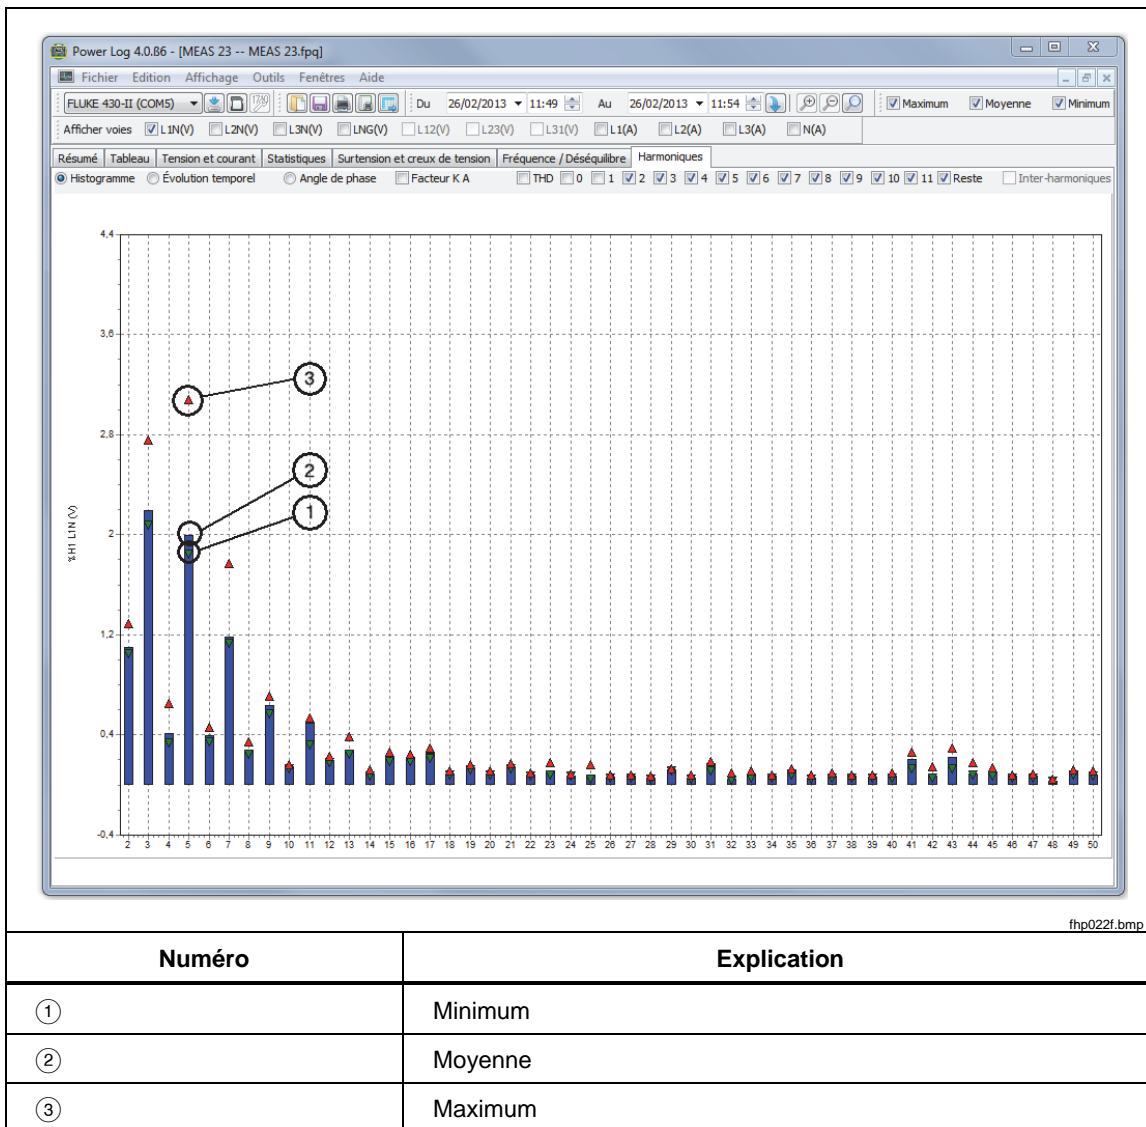 Power Log 4.0.ß6 - [MEAS 23 -- MEAS 23.fpq]
Fichier Edition Affichage Outils Fenêtres Aide
FLUKE 430-II (COM5) Du 26/02/2013 11:49 Au 26/02/2013 11:54 Maximum Moyenne Minimum
Afficher voies L1N(V) L2N(V) L3N(V) LNG(V) L12(V) L23(V) L31(V) L1(A) L2(A) L3(A) N(A)
Résumé Tableau Tension et courant Statistiques Surtension et creux de tension Fréquence / Déséquilibre Harmoniques
Histogramme Évolution temporel Angle de phase Facteur K A THD 0 1 2 3 4 5 6 7 8 9 10 11 Reste Inter-harmoniques
4,4
3,6
3
2,8
2
1
2
%H1 L1N (V)
1,2
0,4
-0,4
2 3 4 5 6 7 8 9 10 11 12 13 14 15 16 17 18 19 20 21 22 23 24 25 26 27 28 29 30 31 32 33 34 35 36 37 38 39 40 41 42 43 44 45 46 47 48 49 50
fhp022f.bmp
Numéro Explication
① Minimum
② Moyenne
③ Maximum